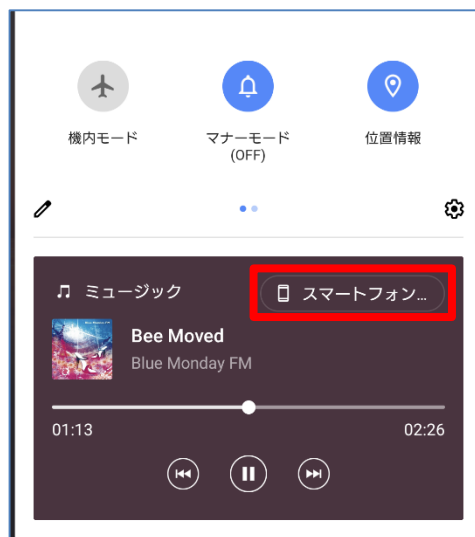 機内モード
マナーモード
(OFF)
位置情報
ミュージック
スマートフォン...
Bee Moved
Blue Monday FM
01:13
02:26